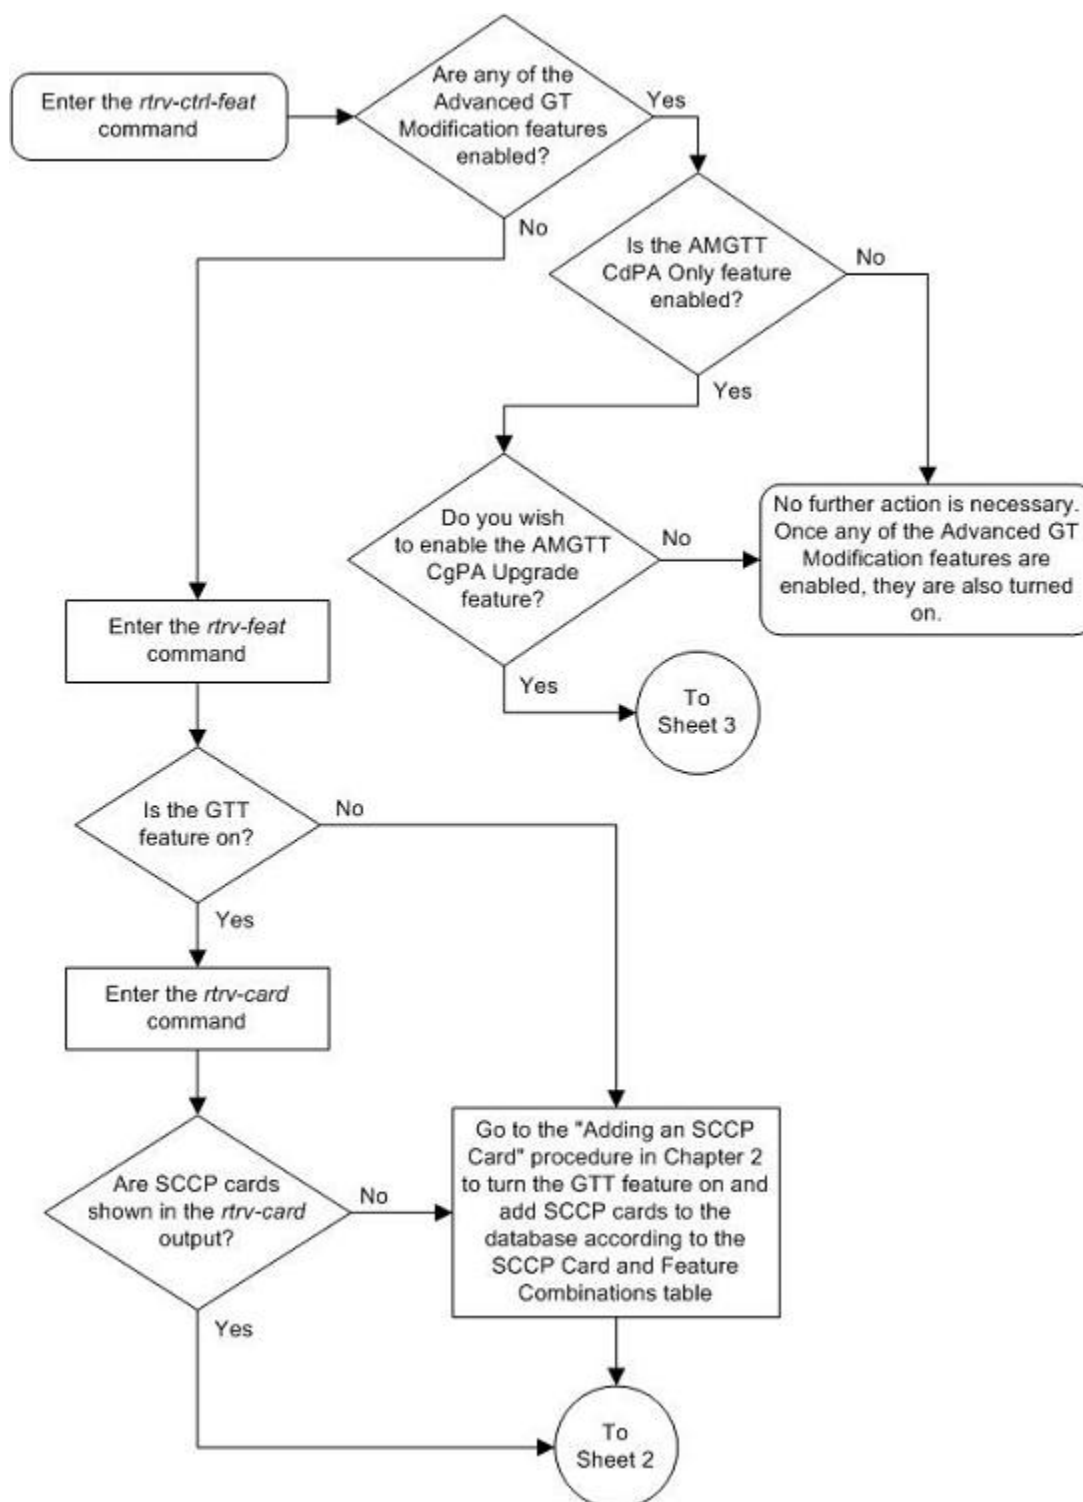 Enter the rtrv-ctrl-feat
command
Are any of the
Advanced GT
Modification features
enabled?
Yes
No
Is the AMGTT
CdPA Only feature
enabled?
No
Yes
Do you wish
to enable the AMGTT
CgPA Upgrade
feature?
No
Yes
No further action is necessary.
Once any of the Advanced GT
Modification features are
enabled, they are also turned
on.
To
Sheet 3
Enter the rtrv-feat
command
Is the GTT
feature on?
No
Yes
Enter the rtrv-card
command
Are SCCP cards
shown in the rtrv-card
output?
No
Yes
Go to the "Adding an SCCP
Card" procedure in Chapter 2
to turn the GTT feature on and
add SCCP cards to the
database according to the
SCCP Card and Feature
Combinations table
To
Sheet 2